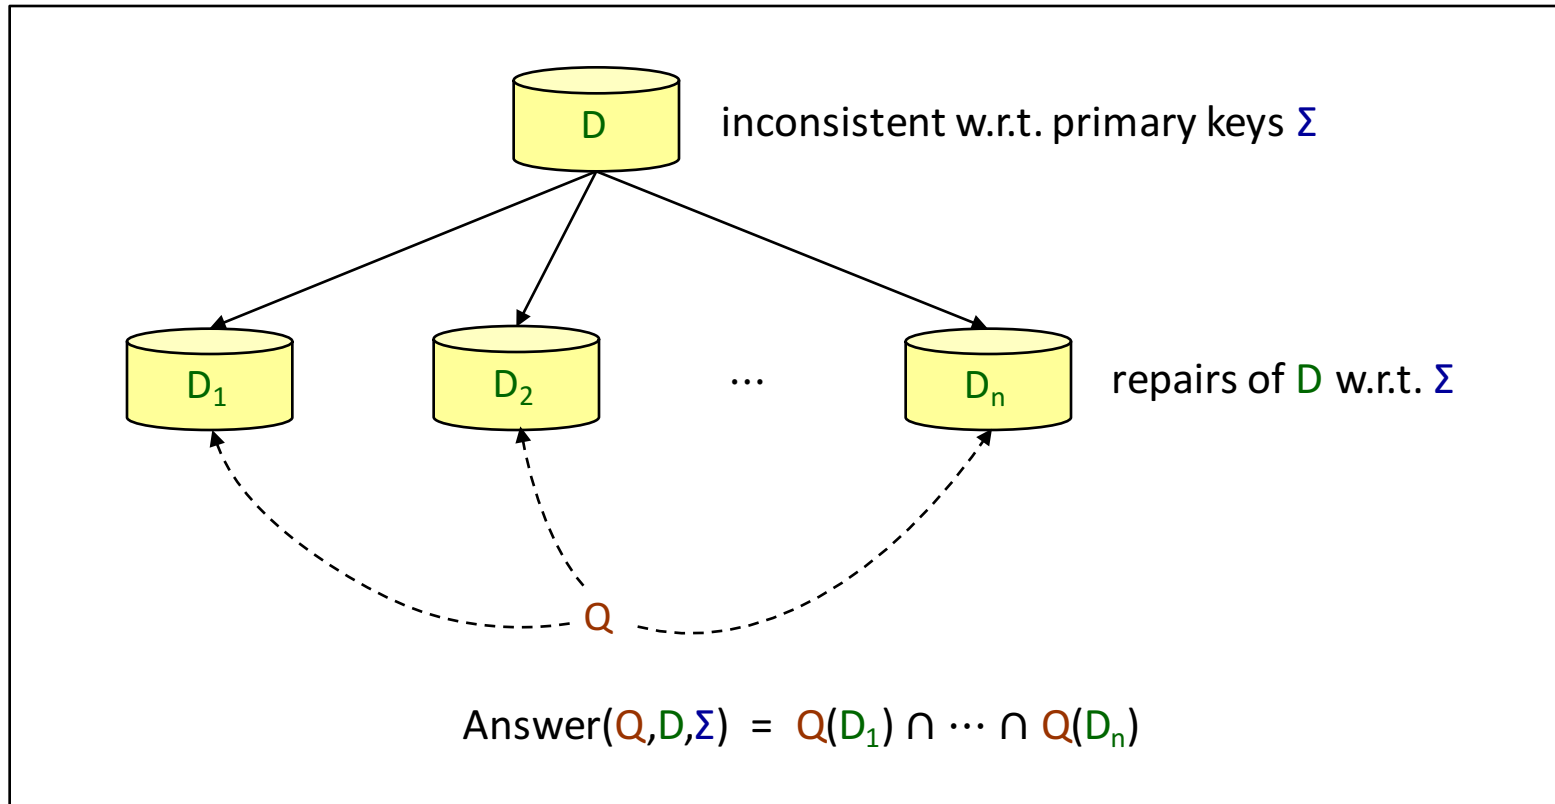 D inconsistent w.r.t. primary keys Σ
D₁ D₂ ⋯ Dₙ repairs of D w.r.t. Σ
Q
Answer(Q,D,Σ) = Q(D₁) ∩ ⋯ ∩ Q(Dₙ)